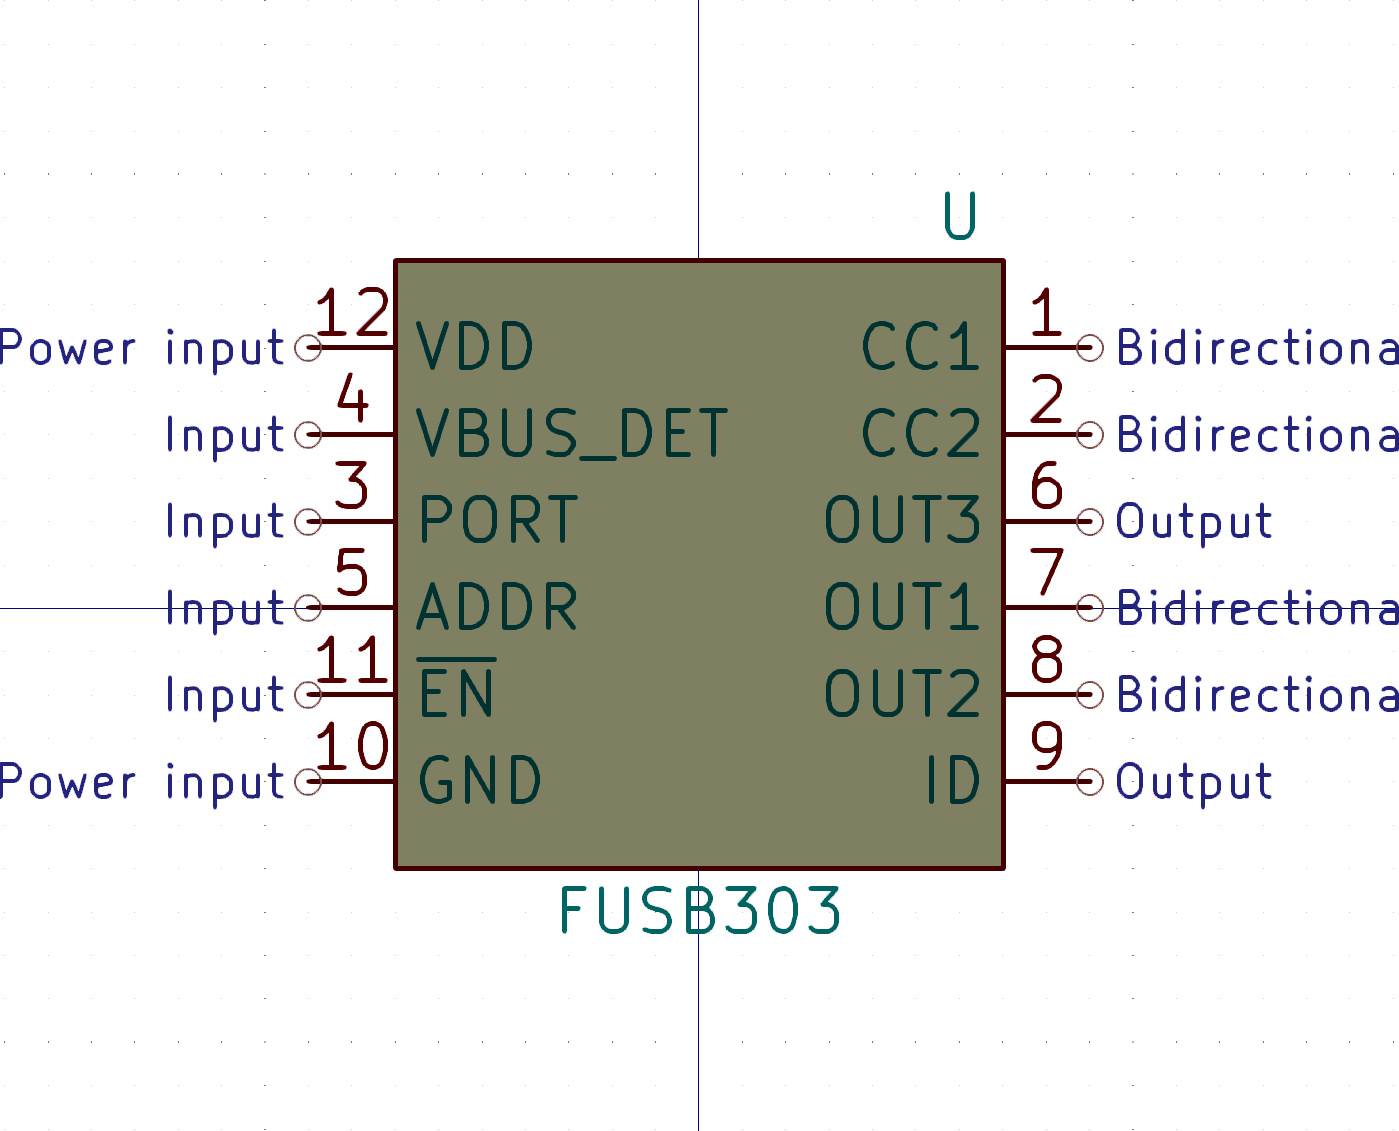 U
Power input 12 VDD CC1 1 Bidirectiona
Input 4 VBUS_DET CC2 2 Bidirectiona
Input 3 PORT OUT3 6 Output
Input 5 ADDR OUT1 7 Bidirectiona
Input 11 EN OUT2 8 Bidirectiona
Power input 10 GND ID 9 Output
FUSB303